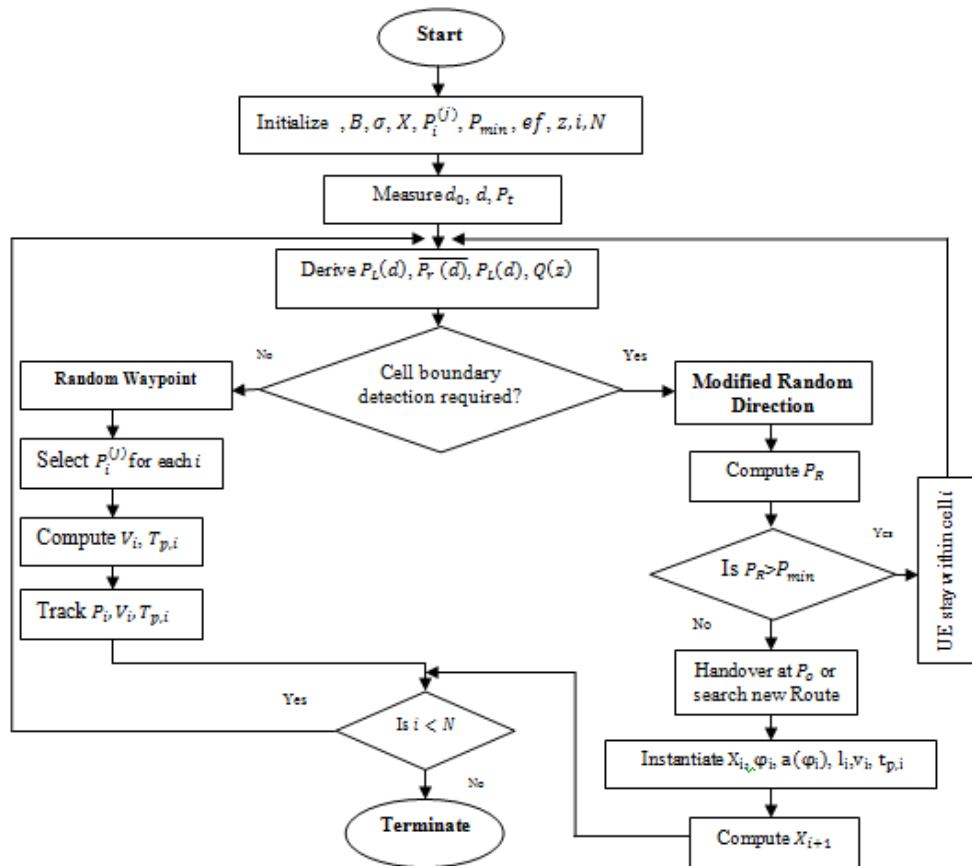 Start
Initialize , B, σ, X, P_i^(j), P_min, ef, z, i, N
Measure d_0, d, P_t
Derive P_L(d), \overline{P_r (d)}, P_L(d), Q(z)
No
Yes
Cell boundary
detection required?
Random Waypoint
Modified Random
Direction
Select P_i^(j) for each i
Compute P_R
Compute V_i, T_p,i
Is P_R>P_min
Yes
No
UE stay within cell i
Track P_i, V_i, T_p,i
Handover at P_o or
search new Route
Yes
Is i < N
No
Instantiate X_i, φ_i, a(φ_i), l_i,v_i, t_p,i
Terminate
Compute X_i+1